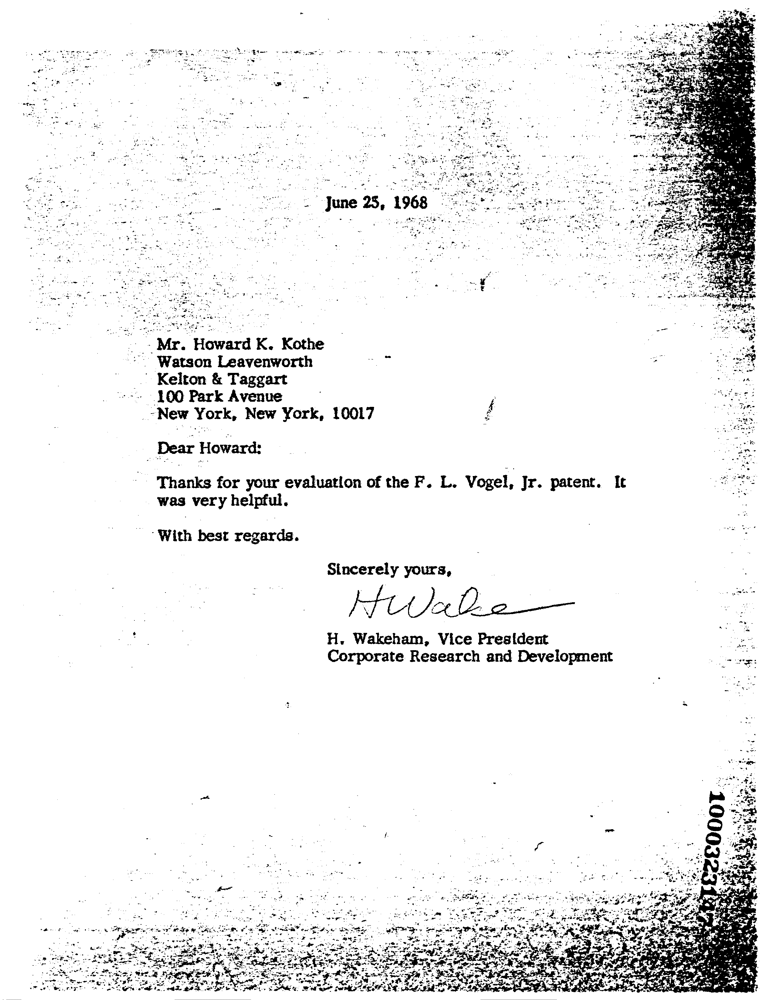 June 25, 1968
Mr. Howard K. Kothe
Watson Leavenworth
Kelton & Taggart
100 Park Avenue
New York, New York, 10017
Dear Howard:
Thanks for your evaluation of the F. L. Vogel, Jr. patent. It
was very helpful.
With best regards.
Sincerely yours,
HWake
H. Wakeham, Vice President
Corporate Research and Development
1000323147